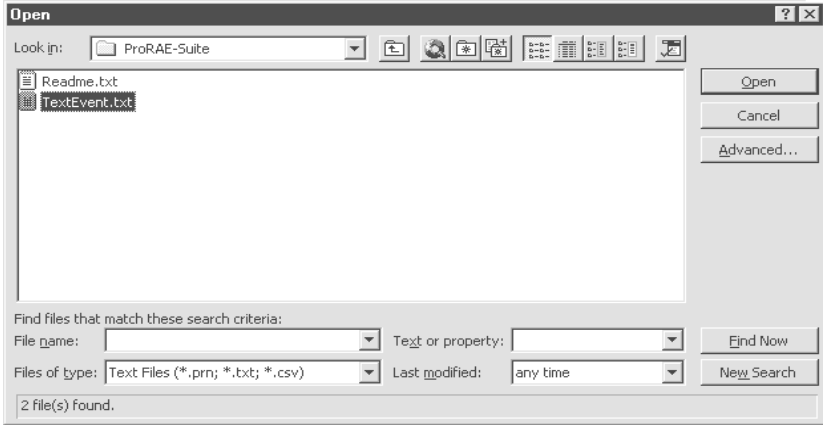 Open
Look in: ProRAE-Suite
Readme.txt
TextEvent.txt
Open
Cancel
Advanced...
Find files that match these search criteria:
File name: Text or property: Find Now
Files of type: Text Files (*.prn; *.txt; *.csv) Last modified: any time New Search
2 file(s) found.